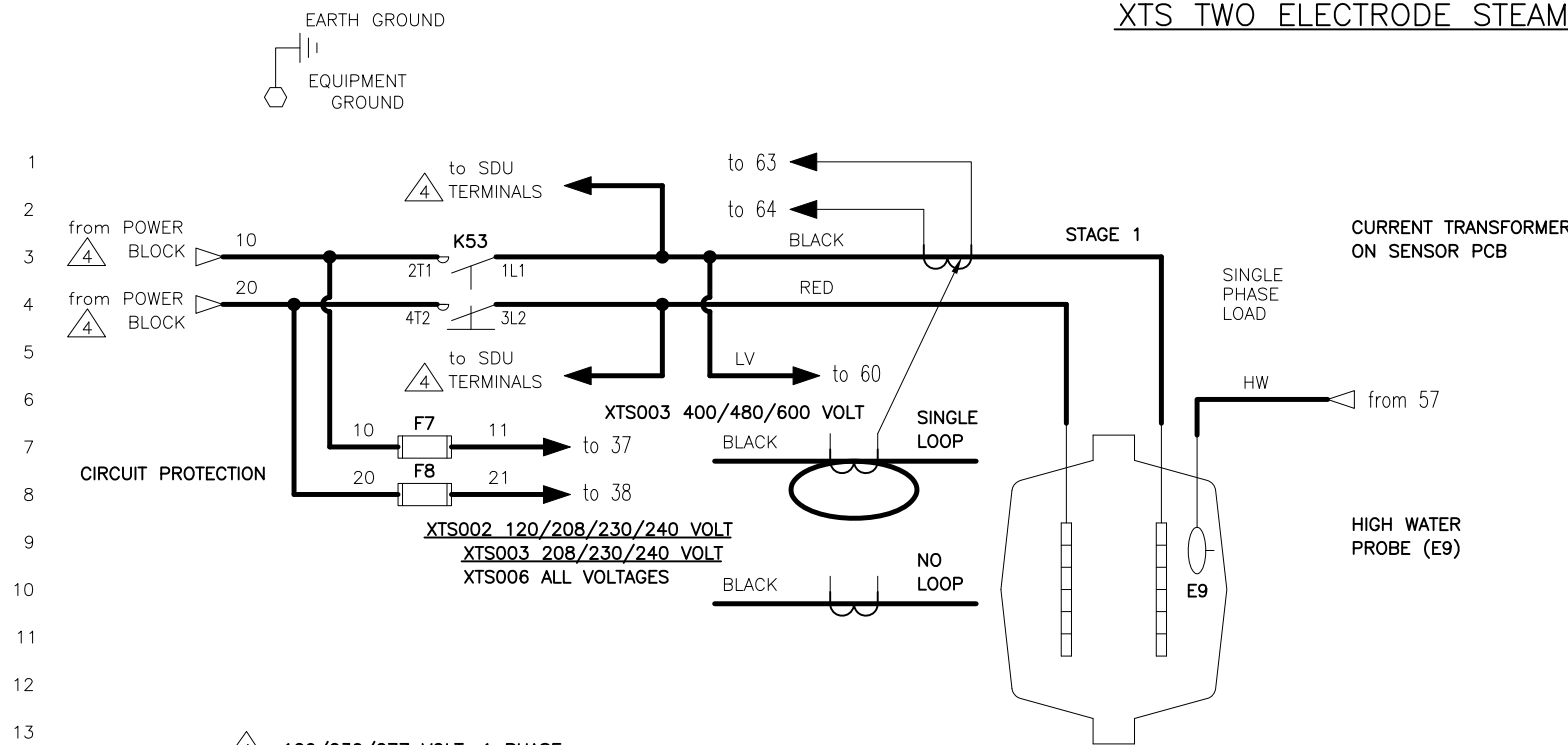 XTS TWO ELECTRODE STEAM
EARTH GROUND
EQUIPMENT
GROUND
1
to SDU
4 TERMINALS
to 63
2
to 64
from POWER
4 BLOCK
10
K53
BLACK
STAGE 1
CURRENT TRANSFORMER
ON SENSOR PCB
3
2T1
1L1
SINGLE
PHASE
LOAD
from POWER
4 BLOCK
20
RED
4
4T2
3L2
5
to SDU
4 TERMINALS
LV
to 60
6
HW
from 57
XTS003 400/480/600 VOLT
SINGLE
LOOP
7
10
F7
11
to 37
BLACK
CIRCUIT PROTECTION
8
20
F8
21
to 38
XTS002 120/208/230/240 VOLT
XTS003 208/230/240 VOLT
XTS006 ALL VOLTAGES
9
HIGH WATER
PROBE (E9)
NO
LOOP
10
BLACK
E9
11
12
13